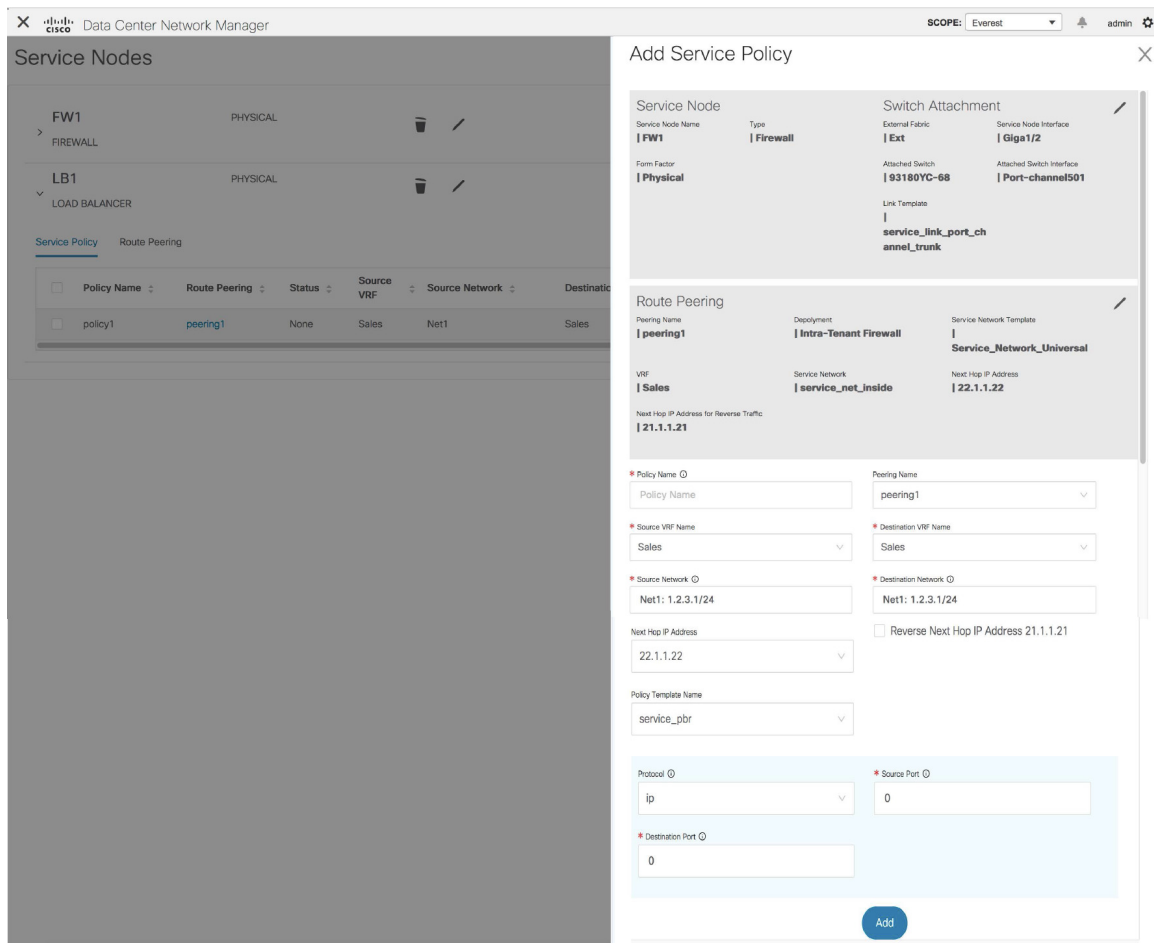 cisco Data Center Network Manager
SCOPE: Everest
admin
Service Nodes
FW1 PHYSICAL
FIREWALL
LB1 PHYSICAL
LOAD BALANCER
Service Policy Route Peering
Policy Name Route Peering Status Source VRF Source Network Destinatio
policy1 peering1 None Sales Net1 Sales
Add Service Policy
Service Node
Service Node Name Type
| FW1 | Firewall
Form Factor
| Physical
Switch Attachment
External Fabric Service Node Interface
| Ext | Giga1/2
Attached Switch Attached Switch Interface
| 93180YC-68 | Port-channel501
Link Template
|
service_link_port_ch
annel_trunk
Route Peering
Peering Name Depolyment Service Network Template
| peering1 | Intra-Tenant Firewall |
Service_Network_Universal
VRF Service Network Next Hop IP Address
| Sales | service_net_inside | 22.1.1.22
Next Hop IP Address for Reverse Traffic
| 21.1.1.21
* Policy Name Peering Name
Policy Name peering1
* Source VRF Name * Destination VRF Name
Sales Sales
* Source Network * Destination Network
Net1: 1.2.3.1/24 Net1: 1.2.3.1/24
Next Hop IP Address Reverse Next Hop IP Address 21.1.1.21
22.1.1.22
Policy Template Name
service_pbr
Protocol * Source Port
ip 0
* Destination Port
0
Add